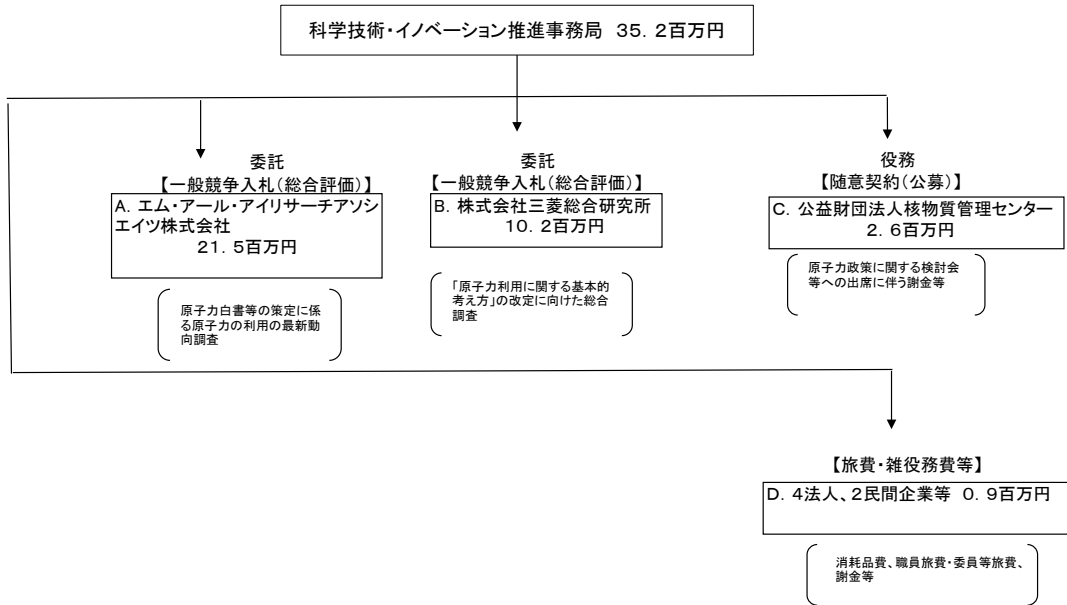 科学技術・イノベーション推進事務局 ３５．２百万円
委託
【一般競争入札（総合評価）】
A．エム・アール・アイリサーチアソシ
エイツ株式会社
２１．５百万円
原子力白書等の策定に係
る原子力の利用の最新動
向調査
委託
【一般競争入札（総合評価）】
B．株式会社三菱総合研究所
１０．２百万円
「原子力利用に関する基本的
考え方」の改定に向けた総合
調査
役務
【随意契約（公募）】
C．公益財団法人核物質管理センター
２．６百万円
原子力政策に関する検討会
等への出席に伴う謝金等
【旅費・雑役務費等】
D．４法人、２民間企業等 ０．９百万円
消耗品費、職員旅費・委員等旅費、
謝金等